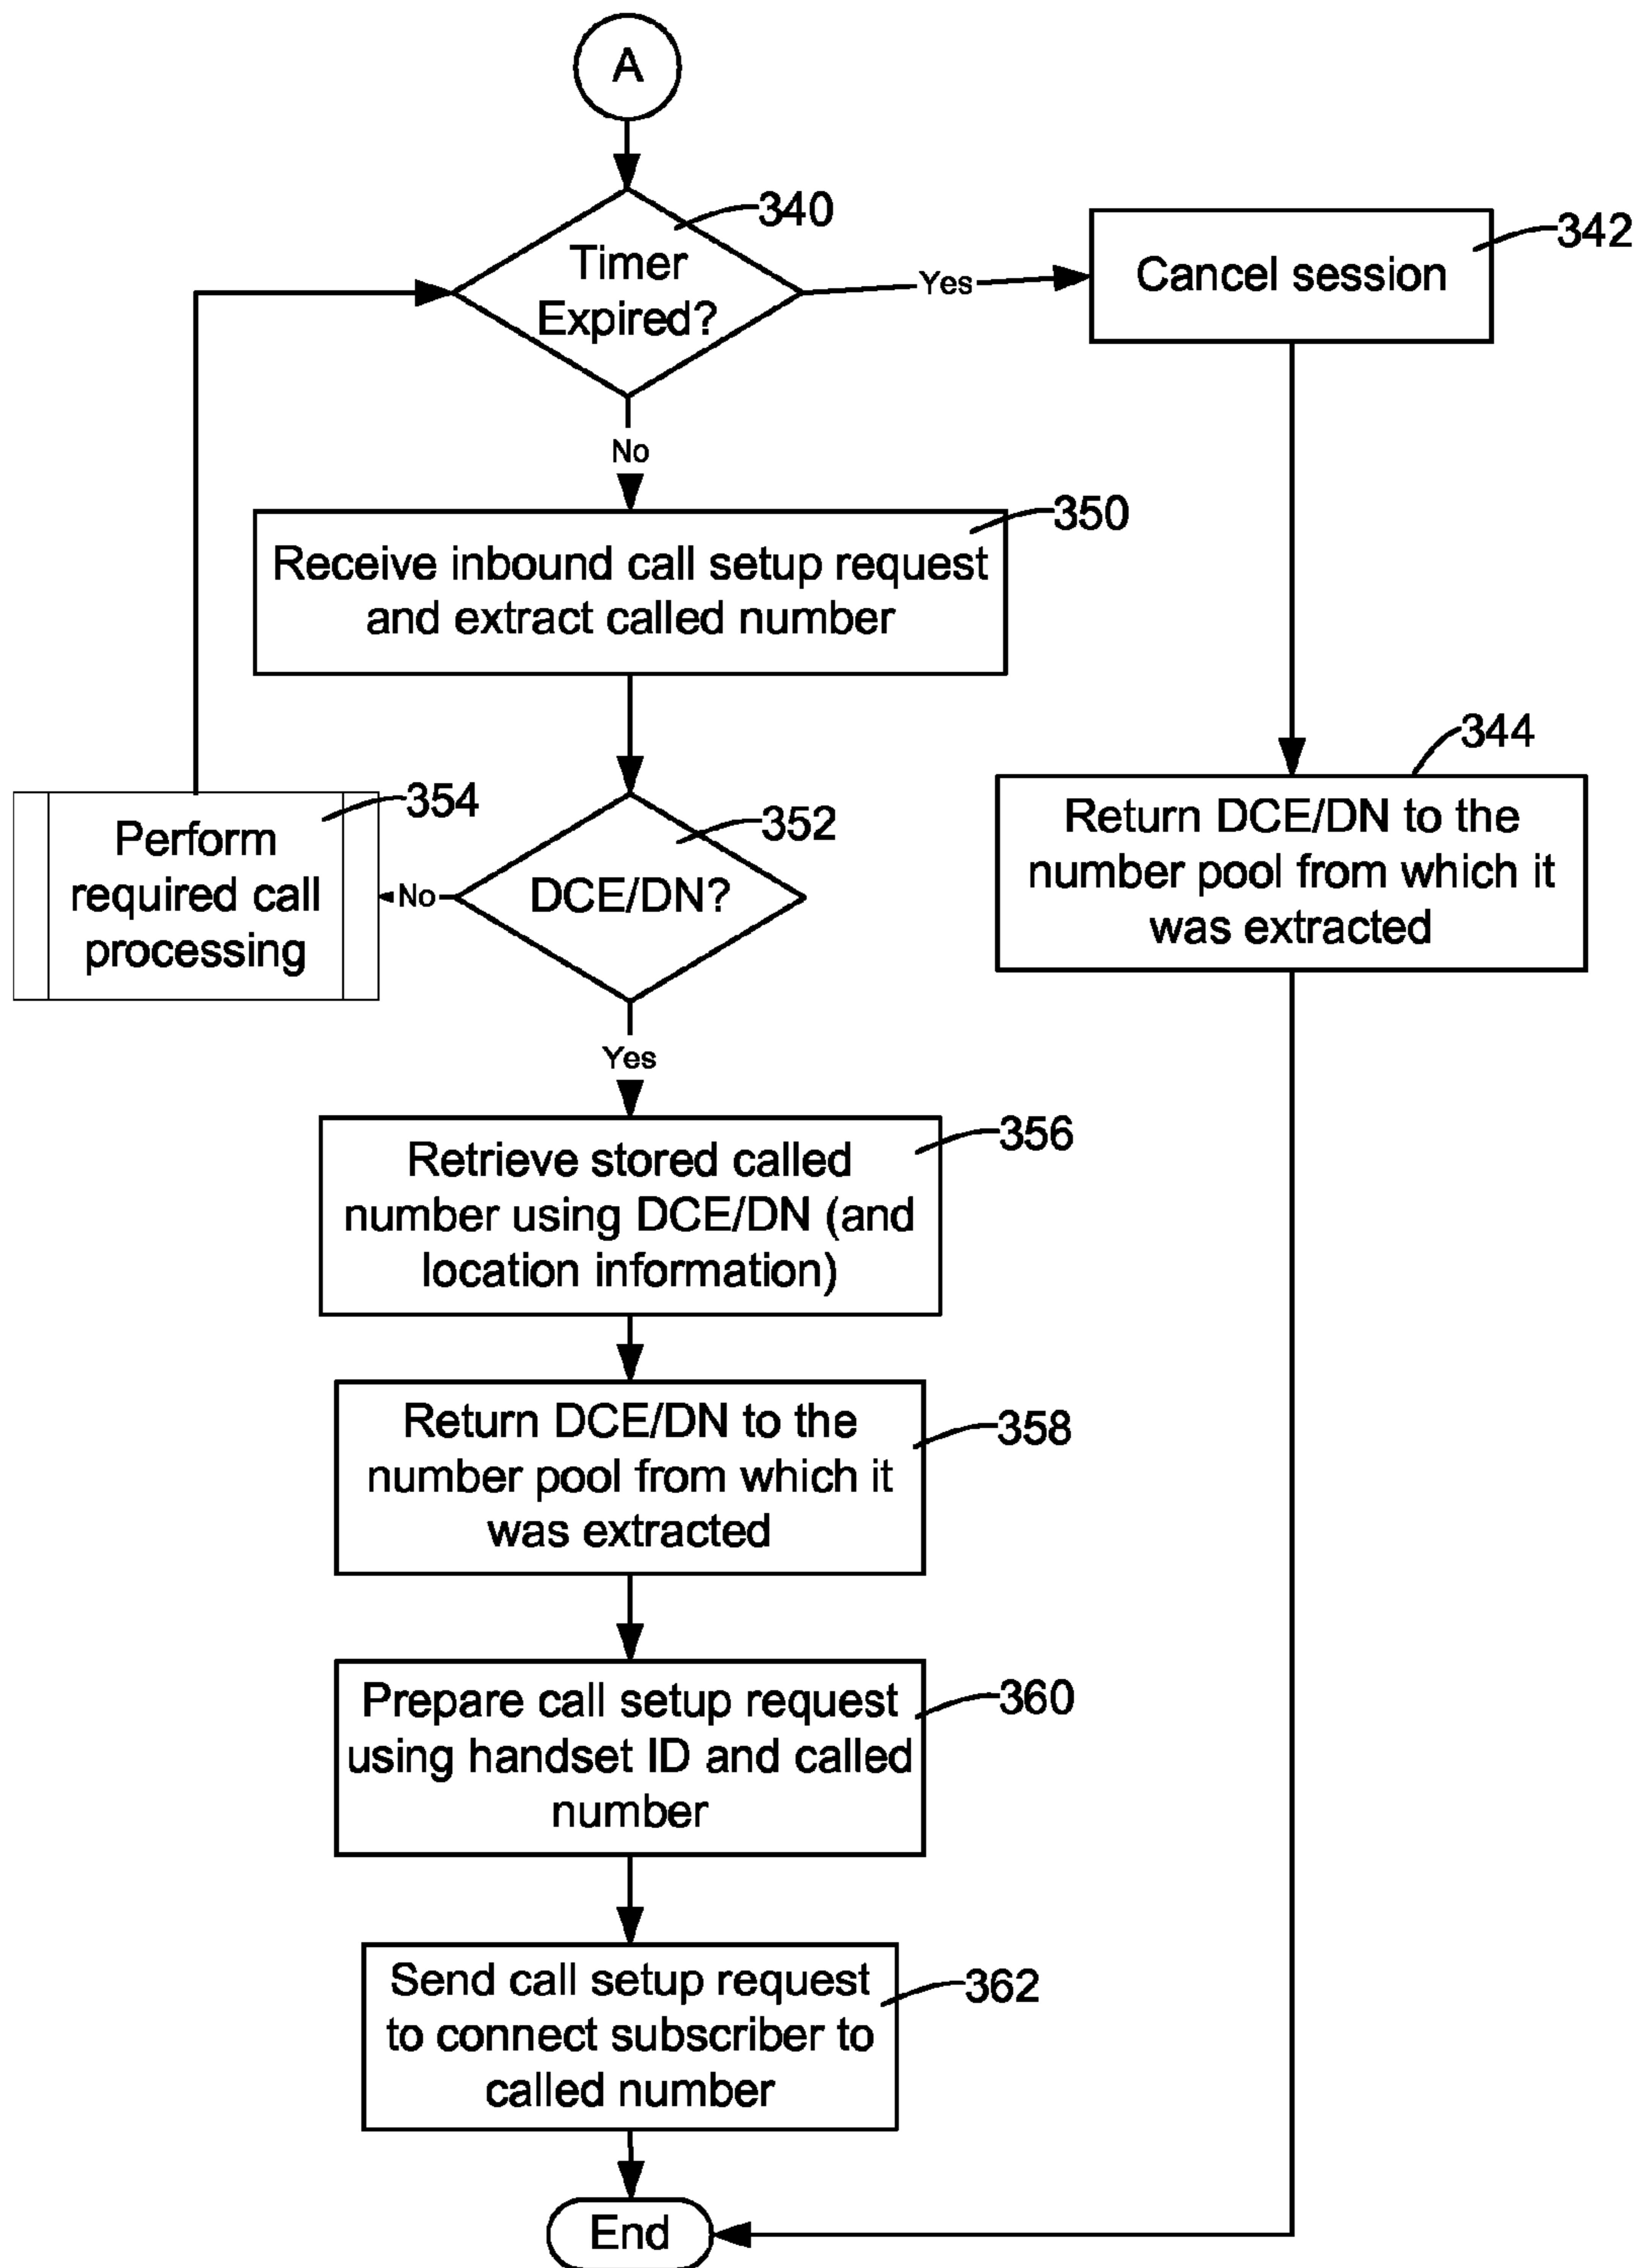 A
340
Timer
Expired?
Yes
342
Cancel session
No
350
Receive inbound call setup request
and extract called number
344
Return DCE/DN to the
number pool from which it
was extracted
354
Perform
required call
processing
No
352
DCE/DN?
Yes
356
Retrieve stored called
number using DCE/DN (and
location information)
358
Return DCE/DN to the
number pool from which it
was extracted
360
Prepare call setup request
using handset ID and called
number
362
Send call setup request
to connect subscriber to
called number
End